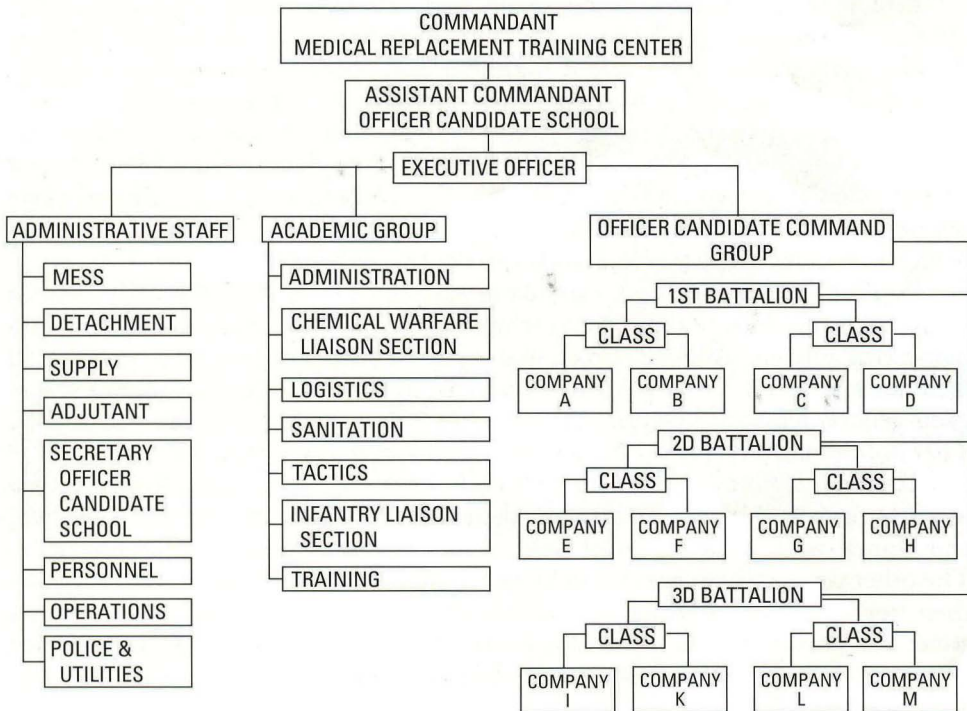 COMMANDANT
MEDICAL REPLACEMENT TRAINING CENTER
ASSISTANT COMMANDANT
OFFICER CANDIDATE SCHOOL
EXECUTIVE OFFICER
ADMINISTRATIVE STAFF
MESS
DETACHMENT
SUPPLY
ADJUTANT
SECRETARY
OFFICER
CANDIDATE
SCHOOL
PERSONNEL
OPERATIONS
POLICE &
UTILITIES
ACADEMIC GROUP
ADMINISTRATION
CHEMICAL WARFARE
LIAISON SECTION
LOGISTICS
SANITATION
TACTICS
INFANTRY LIAISON
SECTION
TRAINING
OFFICER CANDIDATE COMMAND
GROUP
1ST BATTALION
CLASS
COMPANY
A
COMPANY
B
CLASS
COMPANY
C
COMPANY
D
2D BATTALION
CLASS
COMPANY
E
COMPANY
F
CLASS
COMPANY
G
COMPANY
H
3D BATTALION
CLASS
COMPANY
I
COMPANY
K
CLASS
COMPANY
L
COMPANY
M